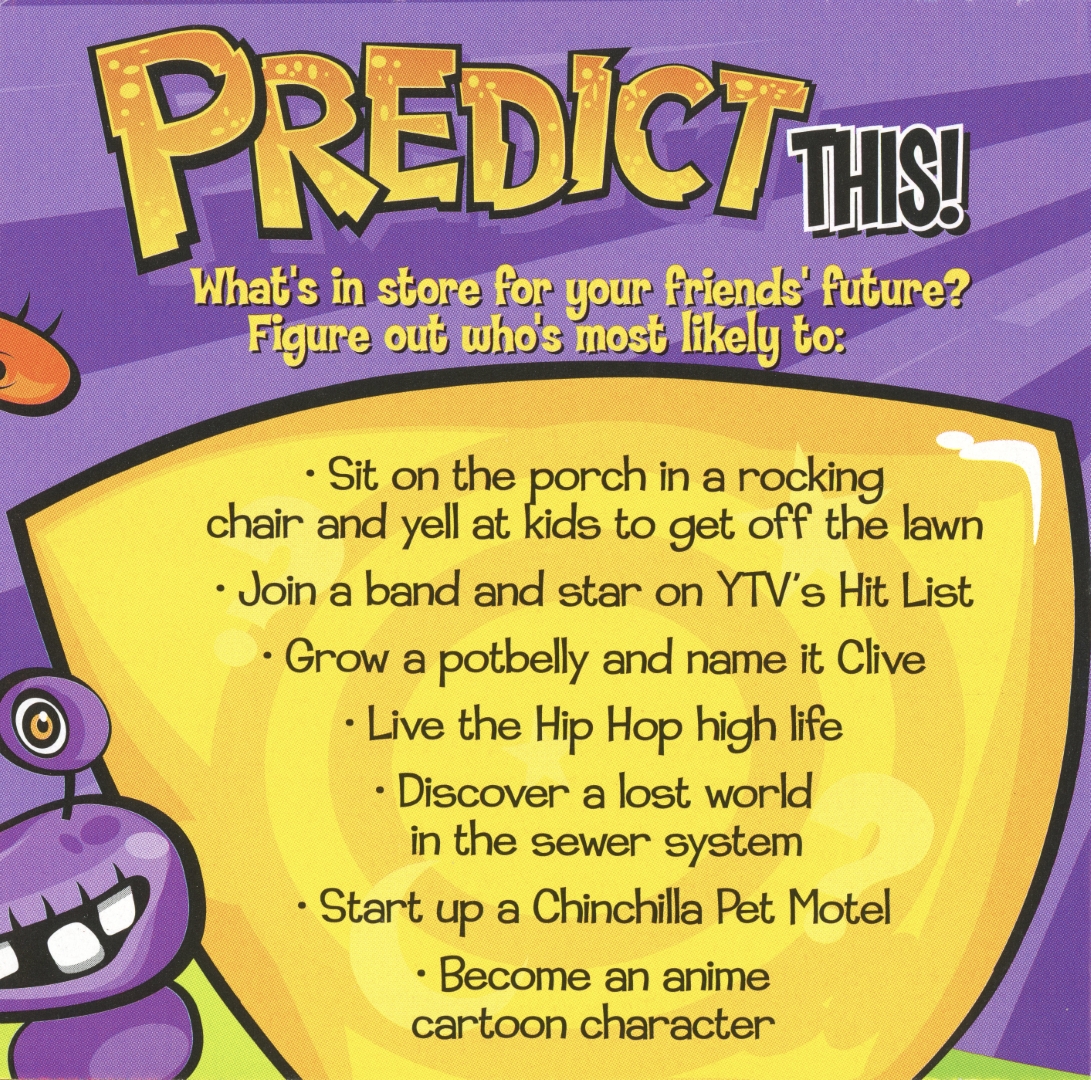 PREDICT THIS!
What's in store for your friends' future?
Figure out who's most likely to:
• Sit on the porch in a rocking
chair and yell at kids to get off the lawn
• Join a band and star on YTV's Hit List
• Grow a potbelly and name it Clive
• Live the Hip Hop high life
• Discover a lost world
in the sewer system
• Start up a Chinchilla Pet Motel
• Become an anime
cartoon character